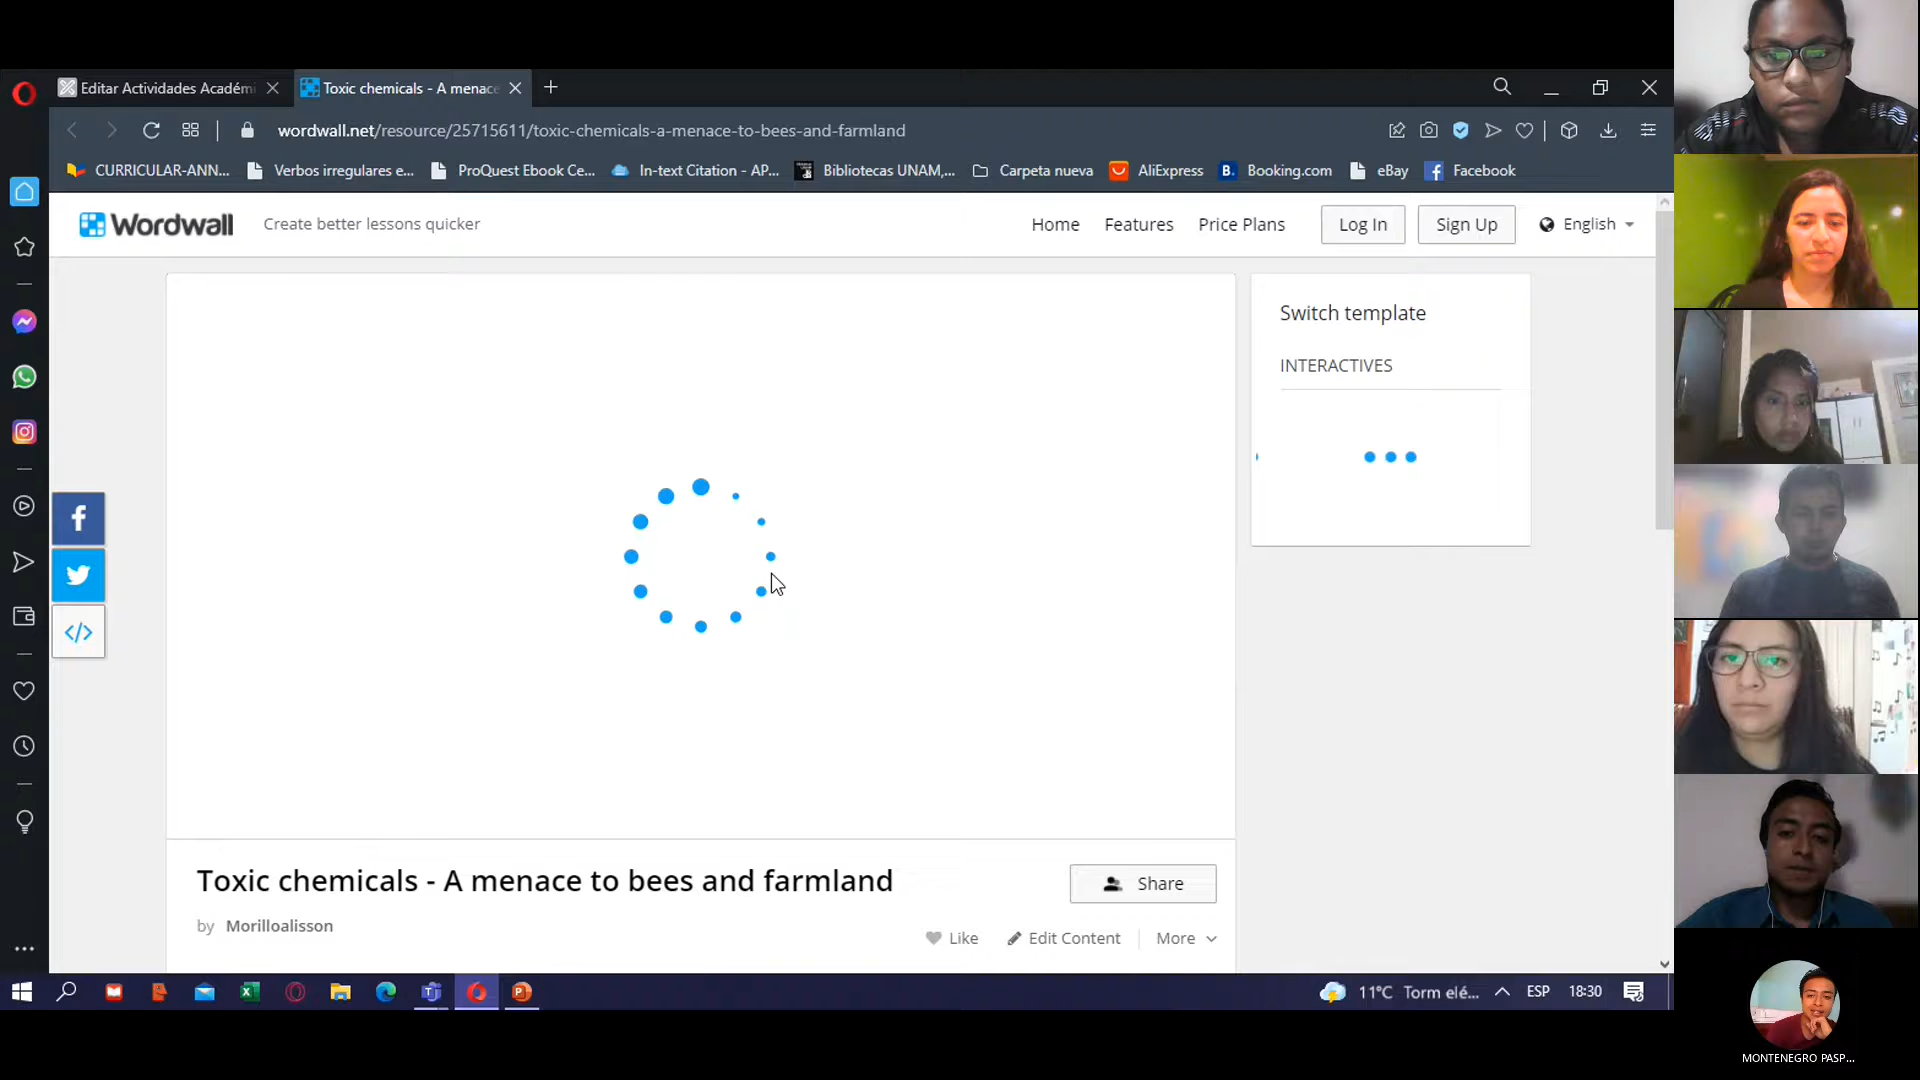 Editar Actividades Académi
Toxic chemicals - A menace
wordwall.net/resource/25715611/toxic-chemicals-a-menace-to-bees-and-farmland
CURRICULAR-ANN...
Verbos irregulares e...
ProQuest Ebook Ce...
In-text Citation - AP...
Bibliotecas UNAM,...
Carpeta nueva
AliExpress
Booking.com
eBay
Facebook
Wordwall
Create better lessons quicker
Home
Features
Price Plans
Log In
Sign Up
English
Switch template
INTERACTIVES
Toxic chemicals - A menace to bees and farmland
Share
by Morilloalisson
Like
Edit Content
More
11°C Torm elé...
ESP
18:30
MONTENEGRO PASP...